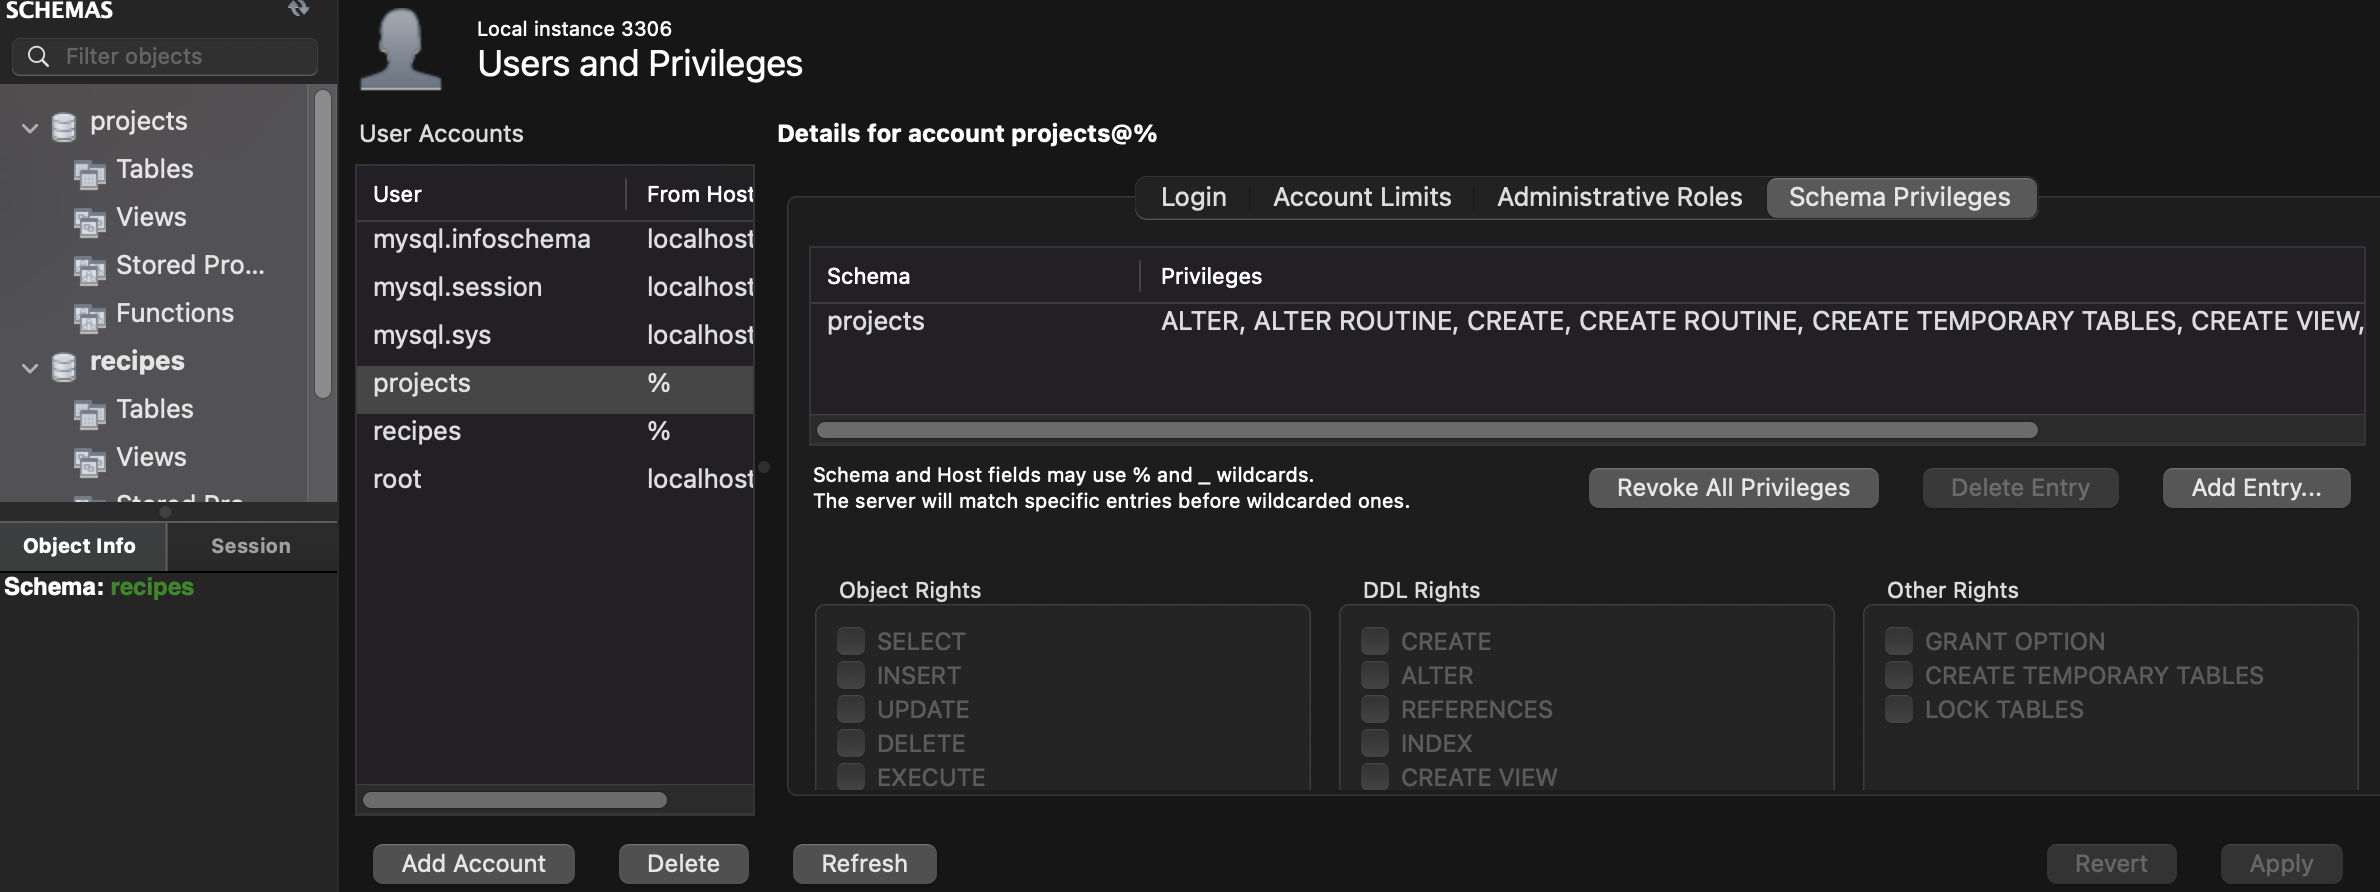 SCHEMAS
Filter objects
projects
Tables
Views
Stored Pro...
Functions
recipes
Tables
Views
Stored Pro
Object Info
Session
Schema: recipes
Local instance 3306
Users and Privileges
User Accounts
User
From Host
mysql.infoschema
localhost
mysql.session
localhost
mysql.sys
localhost
projects
%
recipes
%
root
localhost
Add Account
Delete
Refresh
Details for account projects@%
Login
Account Limits
Administrative Roles
Schema Privileges
Schema
Privileges
projects
ALTER, ALTER ROUTINE, CREATE, CREATE ROUTINE, CREATE TEMPORARY TABLES, CREATE VIEW,
Schema and Host fields may use % and _ wildcards.
The server will match specific entries before wildcarded ones.
Revoke All Privileges
Delete Entry
Add Entry...
Object Rights
SELECT
INSERT
UPDATE
DELETE
EXECUTE
DDL Rights
CREATE
ALTER
REFERENCES
INDEX
CREATE VIEW
Other Rights
GRANT OPTION
CREATE TEMPORARY TABLES
LOCK TABLES
Revert
Apply